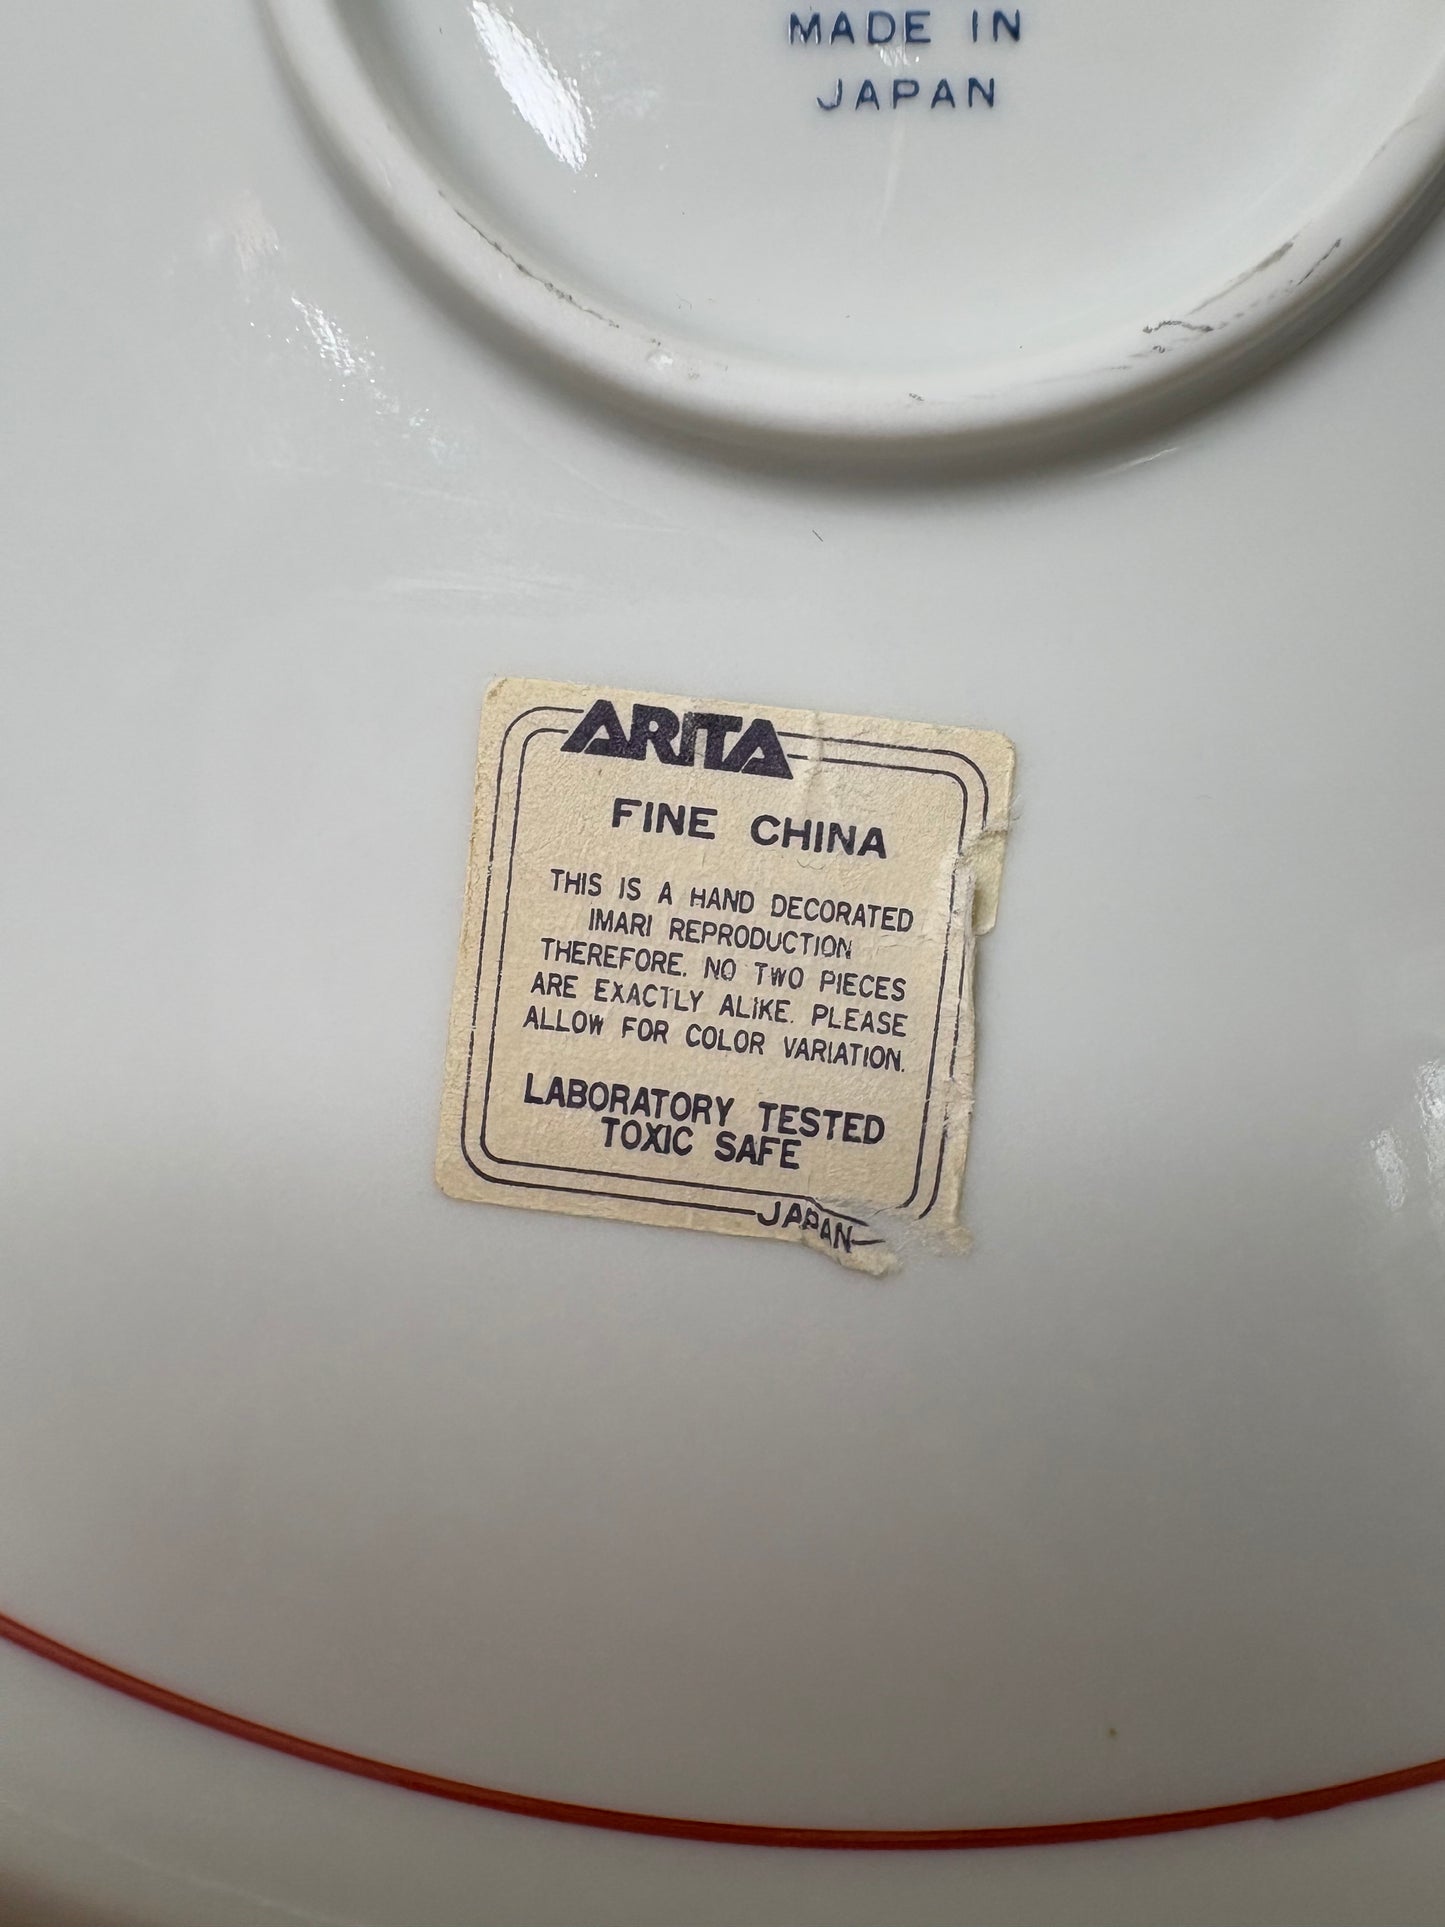 MADE IN
JAPAN
ARITA
FINE CHINA
THIS IS A HAND DECORATED
IMARI REPRODUCTION
THEREFORE. NO TWO PIECES
ARE EXACTLY ALIKE. PLEASE
ALLOW FOR COLOR VARIATION.
LABORATORY TESTED
TOXIC SAFE
JAPAN